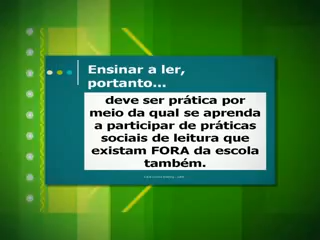 Ensinar a ler,
portanto...
deve ser prática por
meio da qual se aprenda
a participar de práticas
sociais de leitura que
existam FORA da escola
também.